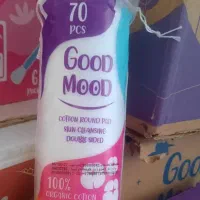 70
PCS
GOOD
MOOD
COTTON ROUND PAD
SKIN CLEANSING
DOUBLE SIDED
100%
ORGANIC COTTON
Good